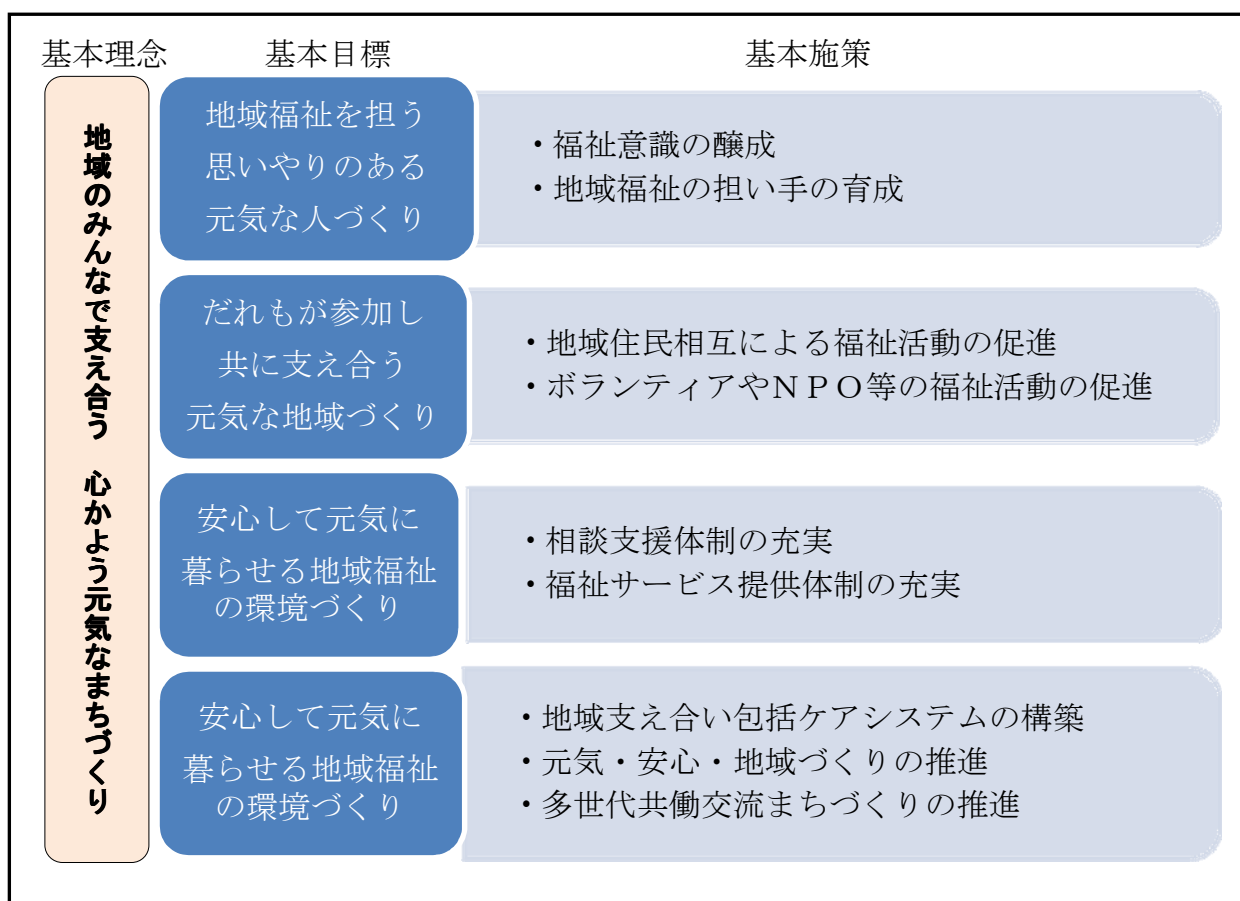 基本理念 基本目標 基本施策
地域のみんなで支え合う 心かよう元気なまちづくり
地域福祉を担う
思いやりのある
元気な人づくり
・福祉意識の醸成
・地域福祉の担い手の育成
だれもが参加し
共に支え合う
元気な地域づくり
・地域住民相互による福祉活動の促進
・ボランティアやＮＰＯ等の福祉活動の促進
安心して元気に
暮らせる地域福祉
の環境づくり
・相談支援体制の充実
・福祉サービス提供体制の充実
安心して元気に
暮らせる地域福祉
の環境づくり
・地域支え合い包括ケアシステムの構築
・元気・安心・地域づくりの推進
・多世代共働交流まちづくりの推進